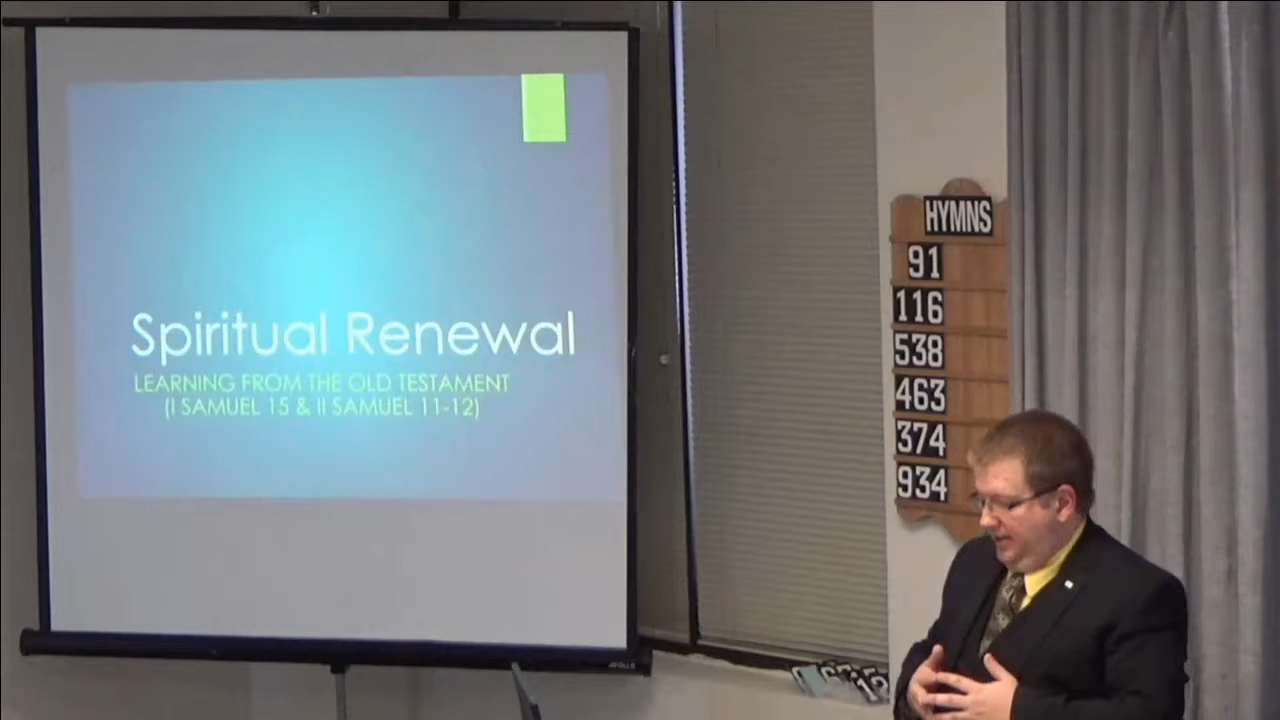 Spiritual Renewal
LEARNING FROM THE OLD TESTAMENT
(I SAMUEL 15 & II SAMUEL 11-12)
HYMNS
91
116
538
463
374
934